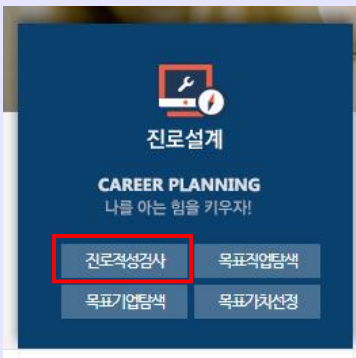 진로설계
CAREER PLANNING
나를 아는 힘을 키우자!
진로적성검사 목표직업탐색
목표기업탐색 목표가치선정